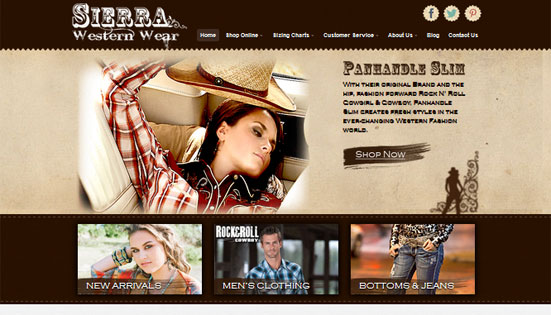 Sierra
Western Wear
Home Shop Online Sizing Charts Customer Service About Us Blog Contact Us
Panhandle Slim
With their original Brand and the
hip, fashion forward Rock N' Roll
Cowgirl & Cowboy, Panhandle
Slim creates fresh styles in the
ever-changing Western Fashion
world.
Shop Now
ROCK&ROLL
COWBOY
NEW ARRIVALS
MEN'S CLOTHING
BOTTOMS & JEANS